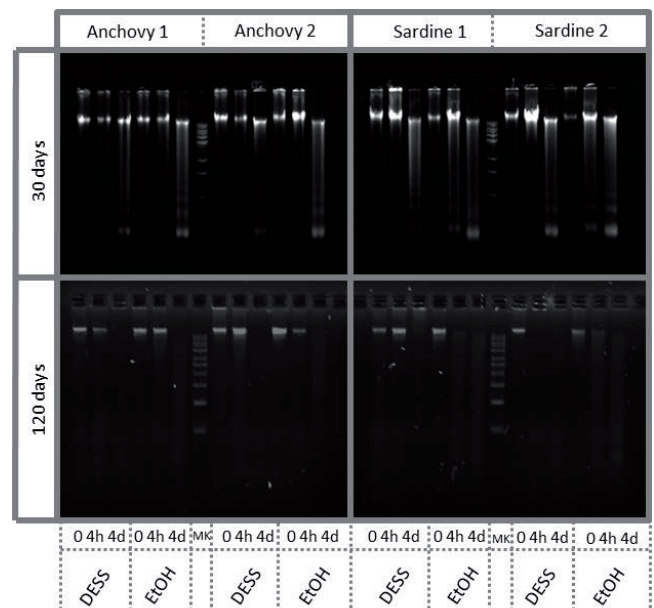 Anchovy 1 Anchovy 2 Sardine 1 Sardine 2
30 days
120 days
0 4h 4d 0 4h 4d MK 0 4h 4d 0 4h 4d 0 4h 4d 0 4h 4d MK 0 4h 4d 0 4h 4d
DESS EtOH DESS EtOH DESS EtOH DESS EtOH